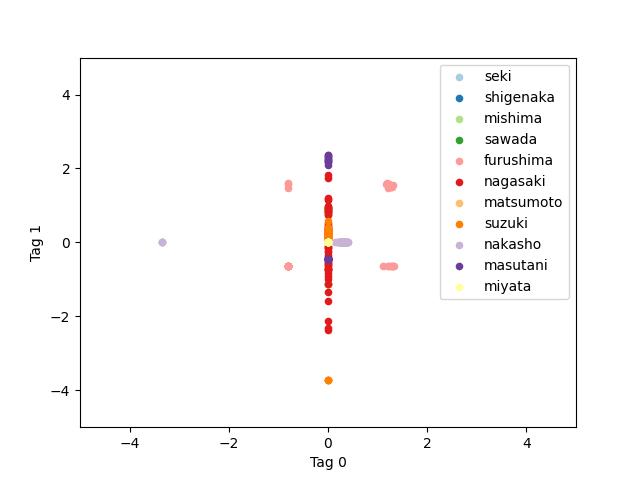 seki
shigenaka
mishima
sawada
furushima
nagasaki
matsumoto
suzuki
nakasho
masutani
miyata
4
2
0
−2
−4
Tag 1
−4
−2
0
2
4
Tag 0